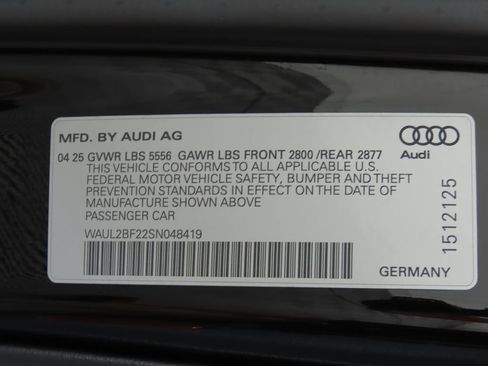 MFD. BY AUDI AG
04 25 GVWR LBS 5556 GAWR LBS FRONT 2800 /REAR 2877
Audi
THIS VEHICLE CONFORMS TO ALL APPLICABLE U.S.
FEDERAL MOTOR VEHICLE SAFETY, BUMPER AND THEFT
PREVENTION STANDARDS IN EFFECT ON THE DATE OF
MANUFACTURE SHOWN ABOVE
PASSENGER CAR
WAUL2BF22SN048419
1512125
GERMANY